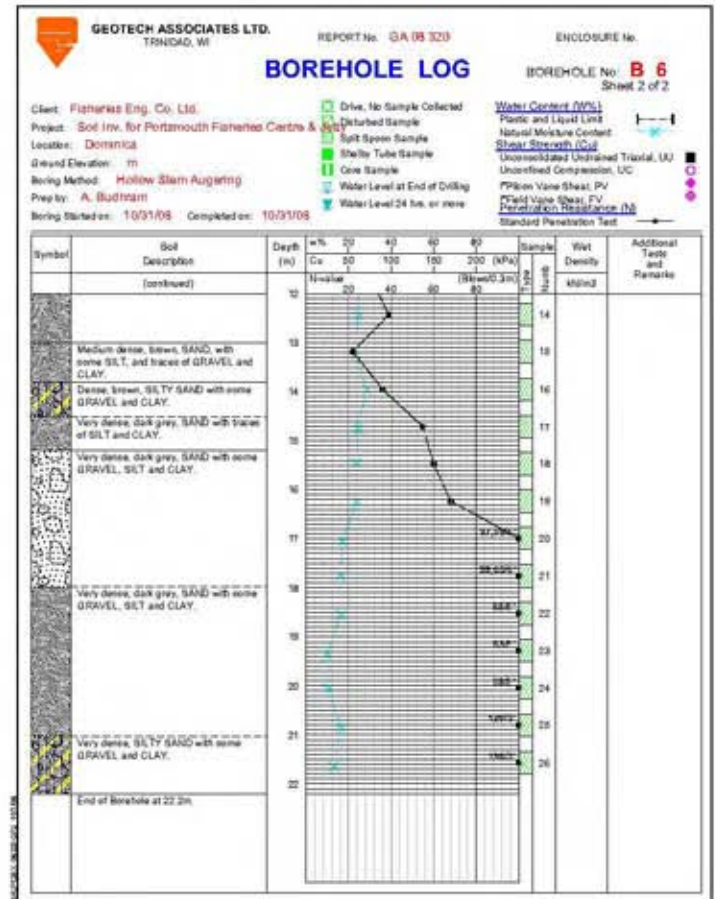 GEOTECH ASSOCIATES LTD.
TRINIDAD, WI
REPORT No. GA 08 320
ENCLOSURE No.
BOREHOLE LOG
BOREHOLE No: B 6
Sheet 2 of 2
Client: Fisheries Eng. Co. Ltd.
Project: Soil Inv. for Portsmouth Fisheries Centre & Jetty
Location: Dominica
Ground Elevation: m
Boring Method: Hollow Stem Augering
Prep by: A. Budhram
Boring Started on: 10/31/08 Completed on: 10/31/08
Drive, No Sample Collected
Disturbed Sample
Split Spoon Sample
Shelby Tube Sample
Core Sample
Water Level at End of Drilling
Water Level 24 hrs. or more
Water Content (W%)
Plastic and Liquid Limit
Natural Moisture Content
Shear Strength (Cu)
Unconsolidated Undrained Triaxial, UU
Unconfined Compression, UC
Pilcon Vane Shear, PV
Field Vane Shear, FV
Penetration Resistance (N)
Standard Penetration Test
Symbol
Soil
Description
Depth
(m)
w% 20 40 60 80
Cu 50 100 150 200 (kPa)
N-value (Blows/0.3m)
20 40 60 80
Sample
Type
Numb
Wet
Density
kN/m3
Additional
Tests
and
Remarks
(continued)
12
14
13
Medium dense, brown, SAND, with
some SILT, and traces of GRAVEL and
CLAY.
15
Dense, brown, SILTY SAND with some
GRAVEL and CLAY.
14
16
Very dense, dark grey, SAND with traces
of SILT and CLAY.
17
15
Very dense, dark grey, SAND with some
GRAVEL, SILT and CLAY.
18
16
19
17
20
21
18
Very dense, dark grey, SAND with some
GRAVEL, SILT and CLAY.
22
19
23
20
24
25
21
Very dense, SILTY SAND with some
GRAVEL and CLAY.
26
22
End of Borehole at 22.2m.